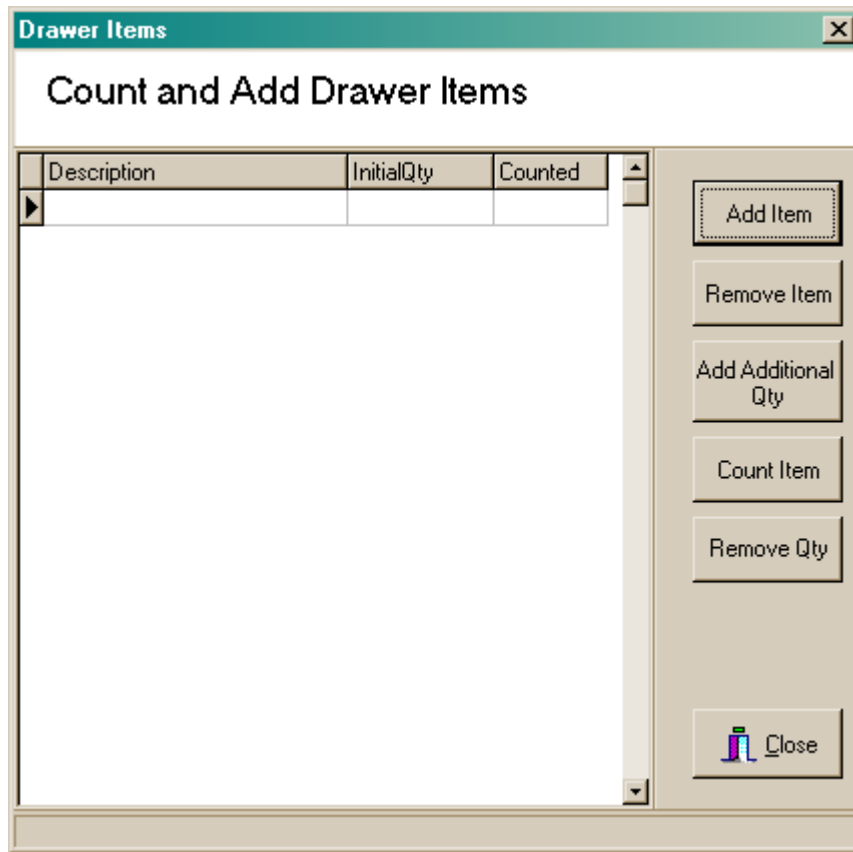 Drawer Items
Count and Add Drawer Items
Description InitialQty Counted
Add Item
Remove Item
Add Additional
Qty
Count Item
Remove Qty
Close